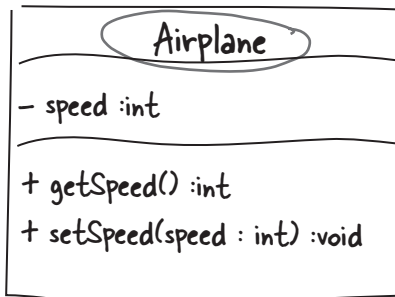 Airplane
- speed :int
+ getSpeed() :int
+ setSpeed(speed : int) :void